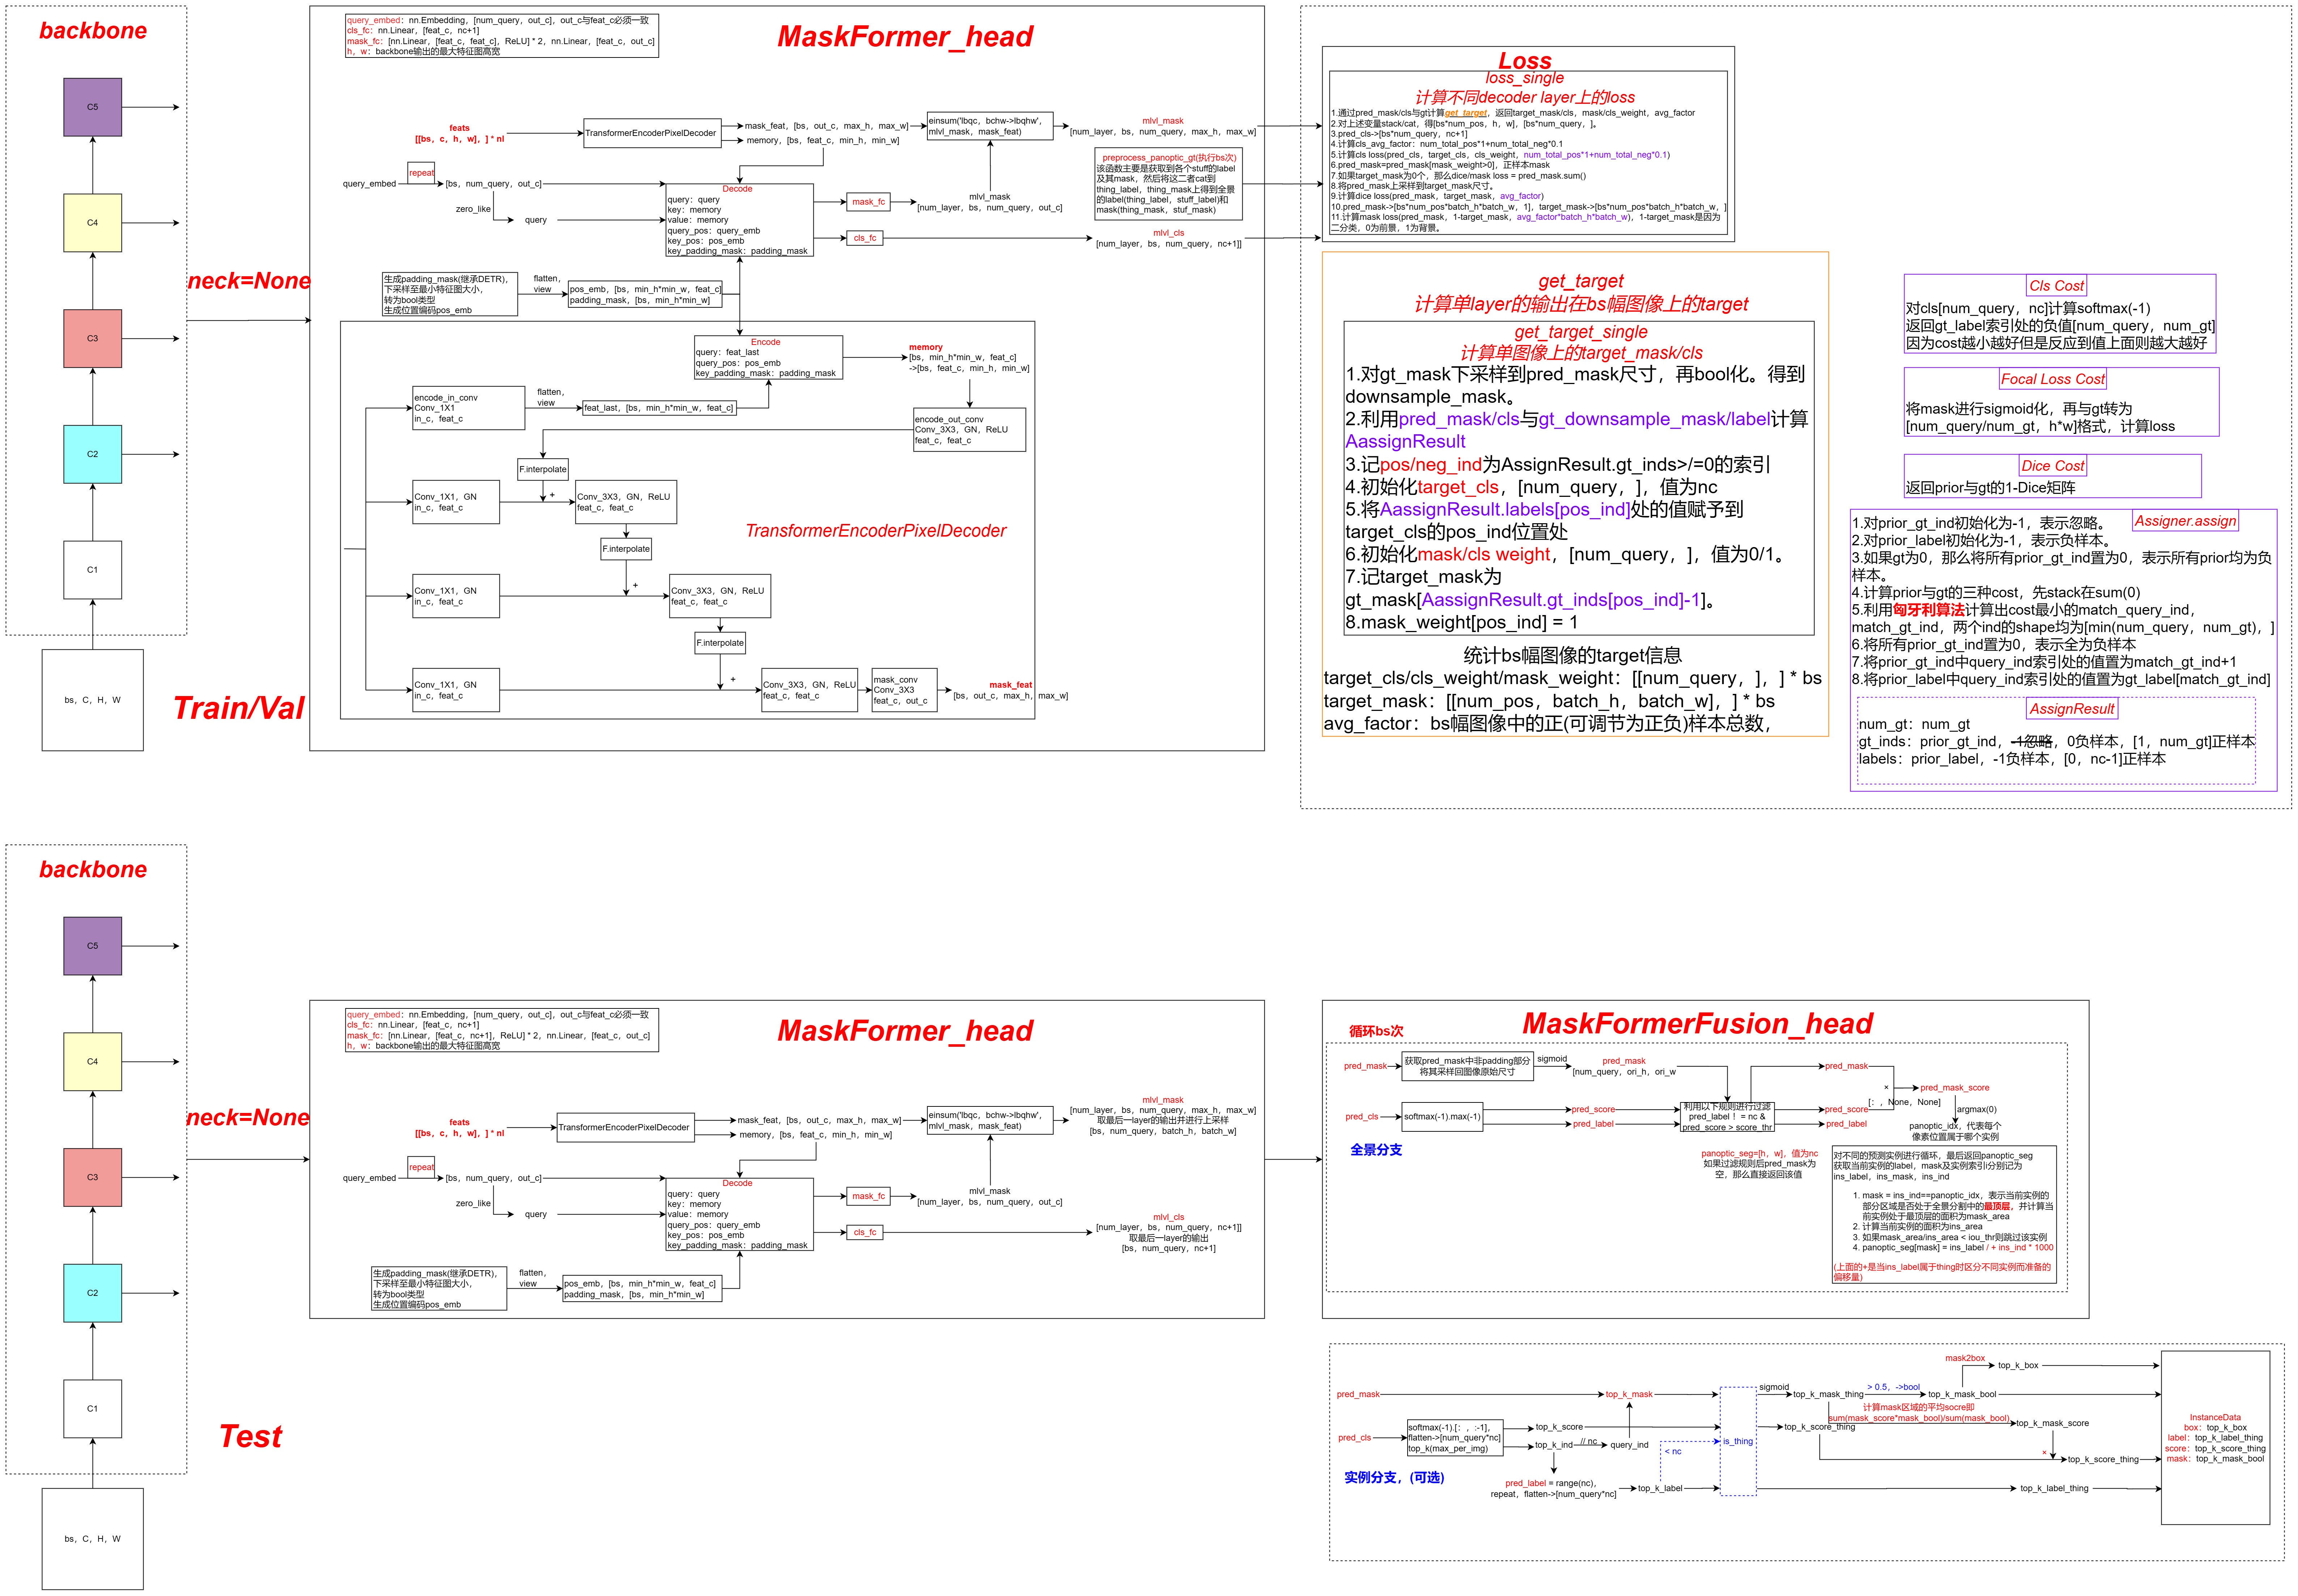 backbone
C5
C4
C3
C2
C1
bs，C，H，W
neck=None
Train/Val
query_embed：nn.Embedding，[num_query，out_c]，out_c与feat_c必须一致
cls_fc：nn.Linear，[feat_c，nc+1]
mask_fc：[nn.Linear，[feat_c，feat_c]，ReLU] * 2，nn.Linear，[feat_c，out_c]
h，w：backbone输出的最大特征图高宽
MaskFormer_head
feats
[[bs，c，h，w]，] * nl
TransformerEncoderPixelDecoder
mask_feat，[bs，out_c，max_h，max_w]
memory，[bs，feat_c，min_h，min_w]
einsum('lbqc，bchw->lbqhw'，
mlvl_mask，mask_feat)
mlvl_mask
[num_layer，bs，num_query，max_h，max_w]
query_embed
repeat
[bs，num_query，out_c]
zero_like
query
Decode
query：query
key：memory
value：memory
query_pos：query_emb
key_pos：pos_emb
key_padding_mask：padding_mask
mask_fc
mlvl_mask
[num_layer，bs，num_query，out_c]
cls_fc
mlvl_cls
[num_layer，bs，num_query，nc+1]]
preprocess_panoptic_gt(执行bs次)
该函数主要是获取到各个stuff的label
及其mask，然后将这二者cat到
thing_label，thing_mask上得到全景
的label(thing_label，stuff_label)和
mask(thing_mask，stuf_mask)
生成padding_mask(继承DETR)，
下采样至最小特征图大小，
转为bool类型
生成位置编码pos_emb
flatten，
view
pos_emb，[bs，min_h*min_w，feat_c]
padding_mask，[bs，min_h*min_w]
Encode
query：feat_last
query_pos：pos_emb
key_padding_mask：padding_mask
memory
[bs，min_h*min_w，feat_c]
->[bs，feat_c，min_h，min_w]
encode_in_conv
Conv_1X1
in_c，feat_c
flatten，
view
feat_last，[bs，min_h*min_w，feat_c]
encode_out_conv
Conv_3X3，GN，ReLU
feat_c，feat_c
F.interpolate
Conv_1X1，GN
in_c，feat_c
+
Conv_3X3，GN，ReLU
feat_c，feat_c
TransformerEncoderPixelDecoder
F.interpolate
Conv_1X1，GN
in_c，feat_c
+
Conv_3X3，GN，ReLU
feat_c，feat_c
F.interpolate
Conv_1X1，GN
in_c，feat_c
+
Conv_3X3，GN，ReLU
feat_c，feat_c
mask_conv
Conv_3X3
feat_c，out_c
mask_feat
[bs，out_c，max_h，max_w]
Loss
loss_single
计算不同decoder layer上的loss
1.通过pred_mask/cls与gt计算get_target，返回target_mask/cls，mask/cls_weight，avg_factor
2.对上述变量stack/cat，得[bs*num_pos，h，w]，[bs*num_query，]。
3.pred_cls->[bs*num_query，nc+1]
4.计算cls_avg_factor：num_total_pos*1+num_total_neg*0.1
5.计算cls loss(pred_cls，target_cls，cls_weight，num_total_pos*1+num_total_neg*0.1)
6.pred_mask=pred_mask[mask_weight>0]，正样本mask
7.如果target_mask为0个，那么dice/mask loss = pred_mask.sum()
8.将pred_mask上采样到target_mask尺寸。
9.计算dice loss(pred_mask，target_mask，avg_factor)
10.pred_mask->[bs*num_pos*batch_h*batch_w，1]，target_mask->[bs*num_pos*batch_h*batch_w，]
11.计算mask loss(pred_mask，1-target_mask，avg_factor*batch_h*batch_w)，1-target_mask是因为
二分类，0为前景，1为背景。
get_target
计算单layer的输出在bs幅图像上的target
get_target_single
计算单图像上的target_mask/cls
1.对gt_mask下采样到pred_mask尺寸，再bool化。得到
downsample_mask。
2.利用pred_mask/cls与gt_downsample_mask/label计算
AassignResult
3.记pos/neg_ind为AssignResult.gt_inds>/=0的索引
4.初始化target_cls，[num_query，]，值为nc
5.将AassignResult.labels[pos_ind]处的值赋予到
target_cls的pos_ind位置处
6.初始化mask/cls weight，[num_query，]，值为0/1。
7.记target_mask为
gt_mask[AassignResult.gt_inds[pos_ind]-1]。
8.mask_weight[pos_ind] = 1
统计bs幅图像的target信息
target_cls/cls_weight/mask_weight：[[num_query，]，] * bs
target_mask：[[num_pos，batch_h，batch_w]，] * bs
avg_factor：bs幅图像中的正(可调节为正负)样本总数，
Cls Cost
对cls[num_query，nc]计算softmax(-1)
返回gt_label索引处的负值[num_query，num_gt]
因为cost越小越好但是反应到值上面则越大越好
Focal Loss Cost
将mask进行sigmoid化，再与gt转为
[num_query/num_gt，h*w]格式，计算loss
Dice Cost
返回prior与gt的1-Dice矩阵
Assigner.assign
1.对prior_gt_ind初始化为-1，表示忽略。
2.对prior_label初始化为-1，表示负样本。
3.如果gt为0，那么将所有prior_gt_ind置为0，表示所有prior均为负
样本。
4.计算prior与gt的三种cost，先stack在sum(0)
5.利用匈牙利算法计算出cost最小的match_query_ind，
match_gt_ind，两个ind的shape均为[min(num_query，num_gt)，]
6.将所有prior_gt_ind置为0，表示全为负样本
7.将prior_gt_ind中query_ind索引处的值置为match_gt_ind+1
8.将prior_label中query_ind索引处的值置为gt_label[match_gt_ind]
AssignResult
num_gt：num_gt
gt_inds：prior_gt_ind，-1忽略，0负样本，[1，num_gt]正样本
labels：prior_label，-1负样本，[0，nc-1]正样本
backbone
C5
C4
C3
C2
C1
bs，C，H，W
neck=None
Test
query_embed：nn.Embedding，[num_query，out_c]，out_c与feat_c必须一致
cls_fc：nn.Linear，[feat_c，nc+1]
mask_fc：[nn.Linear，[feat_c，nc+1]，ReLU] * 2，nn.Linear，[feat_c，out_c]
h，w：backbone输出的最大特征图高宽
MaskFormer_head
feats
[[bs，c，h，w]，] * nl
TransformerEncoderPixelDecoder
mask_feat，[bs，out_c，max_h，max_w]
memory，[bs，feat_c，min_h，min_w]
einsum('lbqc，bchw->lbqhw'，
mlvl_mask，mask_feat)
mlvl_mask
[num_layer，bs，num_query，max_h，max_w]
取最后一layer的输出并进行上采样
[bs，num_query，batch_h，batch_w]
query_embed
repeat
[bs，num_query，out_c]
zero_like
query
Decode
query：query
key：memory
value：memory
query_pos：query_emb
key_pos：pos_emb
key_padding_mask：padding_mask
mask_fc
mlvl_mask
[num_layer，bs，num_query，out_c]
cls_fc
mlvl_cls
[num_layer，bs，num_query，nc+1]]
取最后一layer的输出
[bs，num_query，nc+1]
生成padding_mask(继承DETR)，
下采样至最小特征图大小，
转为bool类型
生成位置编码pos_emb
flatten，
view
pos_emb，[bs，min_h*min_w，feat_c]
padding_mask，[bs，min_h*min_w]
MaskFormerFusion_head
循环bs次
pred_mask
获取pred_mask中非padding部分
将其采样回图像原始尺寸
sigmoid
pred_mask
[num_query，ori_h，ori_w
pred_cls
softmax(-1).max(-1)
pred_score
pred_label
利用以下规则进行过滤
pred_label！= nc &
pred_score > score_thr
pred_mask
pred_score
pred_label
×
[：，None，None]
pred_mask_score
argmax(0)
panoptic_idx，代表每个
像素位置属于哪个实例
全景分支
panoptic_seg=[h，w]，值为nc
如果过滤规则后pred_mask为
空，那么直接返回该值
对不同的预测实例进行循环，最后返回panoptic_seg
获取当前实例的label，mask及实例索引i分别记为
ins_label，ins_mask，ins_ind
1. mask = ins_ind==panoptic_idx，表示当前实例的
部分区域是否处于全景分割中的最顶层，并计算当
前实例处于最顶层的面积为mask_area
2. 计算当前实例的面积为ins_area
3. 如果mask_area/ins_area < iou_thr则跳过该实例
4. panoptic_seg[mask] = ins_label / + ins_ind * 1000
(上面的+是当ins_label属于thing时区分不同实例而准备的
偏移量)
pred_mask
top_k_mask
pred_cls
softmax(-1).[：，:-1]，
flatten->[num_query*nc]
top_k(max_per_img)
top_k_score
top_k_ind
// nc
query_ind
pred_label = range(nc)，
repeat，flatten->[num_query*nc]
top_k_label
< nc
is_thing
实例分支，(可选)
sigmoid
top_k_mask_thing
> 0.5，->bool
top_k_mask_bool
mask2box
top_k_box
计算mask区域的平均socre即
sum(mask_score*mask_bool)/sum(mask_bool)
top_k_score_thing
top_k_mask_score
×
top_k_score_thing
top_k_label_thing
InstanceData
box：top_k_box
label：top_k_label_thing
score：top_k_score_thing
mask：top_k_mask_bool